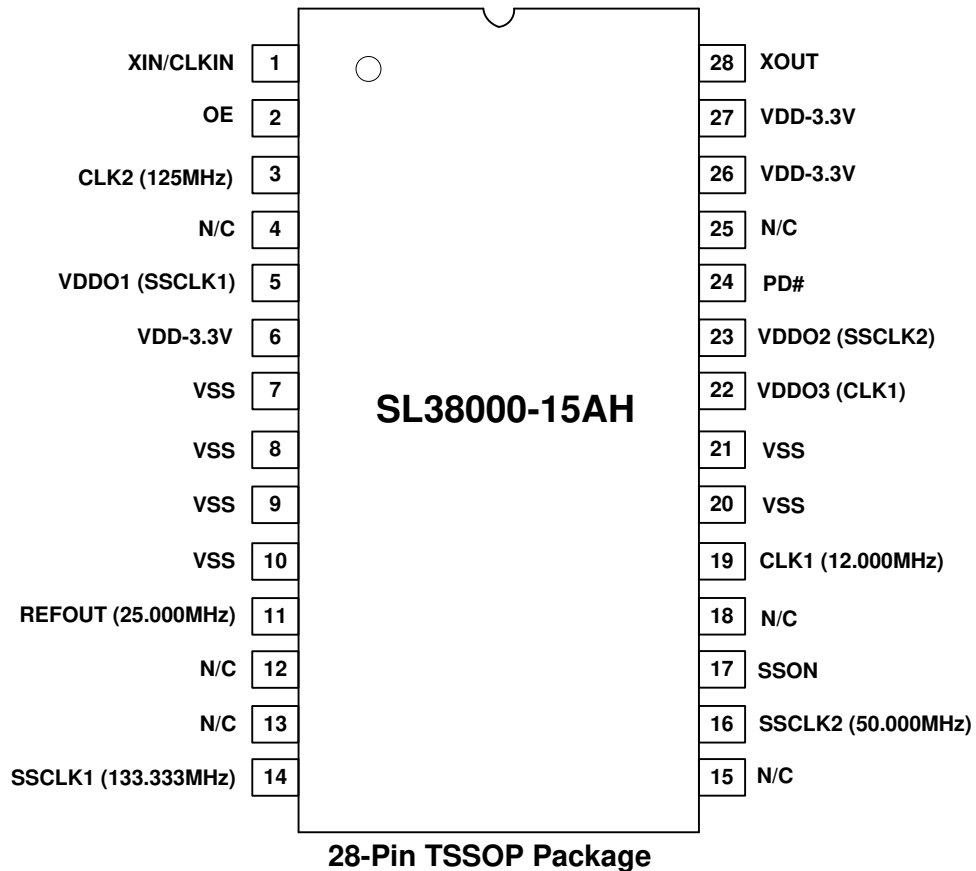 XIN/CLKIN 1 28 XOUT
OE 2 27 VDD-3.3V
CLK2 (125MHz) 3 26 VDD-3.3V
N/C 4 25 N/C
VDDO1 (SSCLK1) 5 24 PD#
VDD-3.3V 6 23 VDDO2 (SSCLK2)
VSS 7 22 VDDO3 (CLK1)
SL38000-15AH
VSS 8 21 VSS
VSS 9 20 VSS
VSS 10 19 CLK1 (12.000MHz)
REFOUT (25.000MHz) 11 18 N/C
N/C 12 17 SSON
N/C 13 16 SSCLK2 (50.000MHz)
SSCLK1 (133.333MHz) 14 15 N/C
28-Pin TSSOP Package